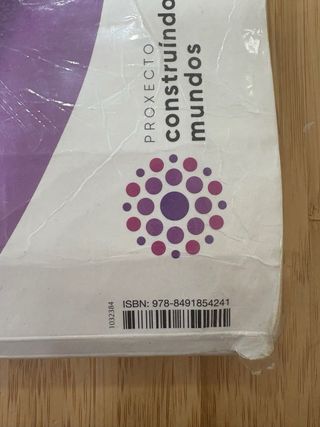 PROXECTO
construíndo
mundos
ISBN: 978-8491854241
1032384